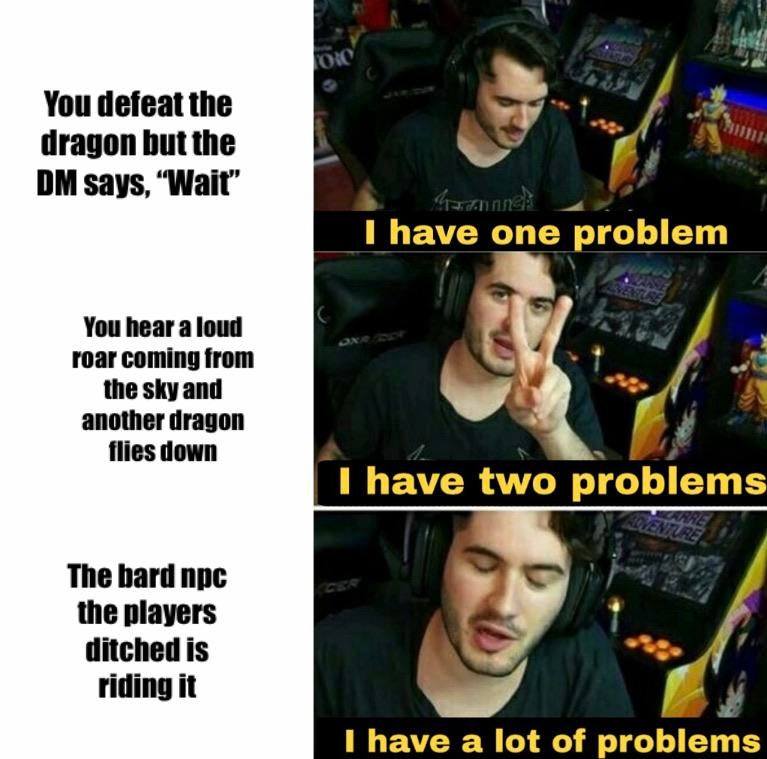 You defeat the
dragon but the
DM says, “Wait”
I have one problem
You hear a loud
roar coming from
the sky and
another dragon
flies down
I have two problems
The bard npc
the players
ditched is
riding it
ADVENTURE
I have a lot of problems